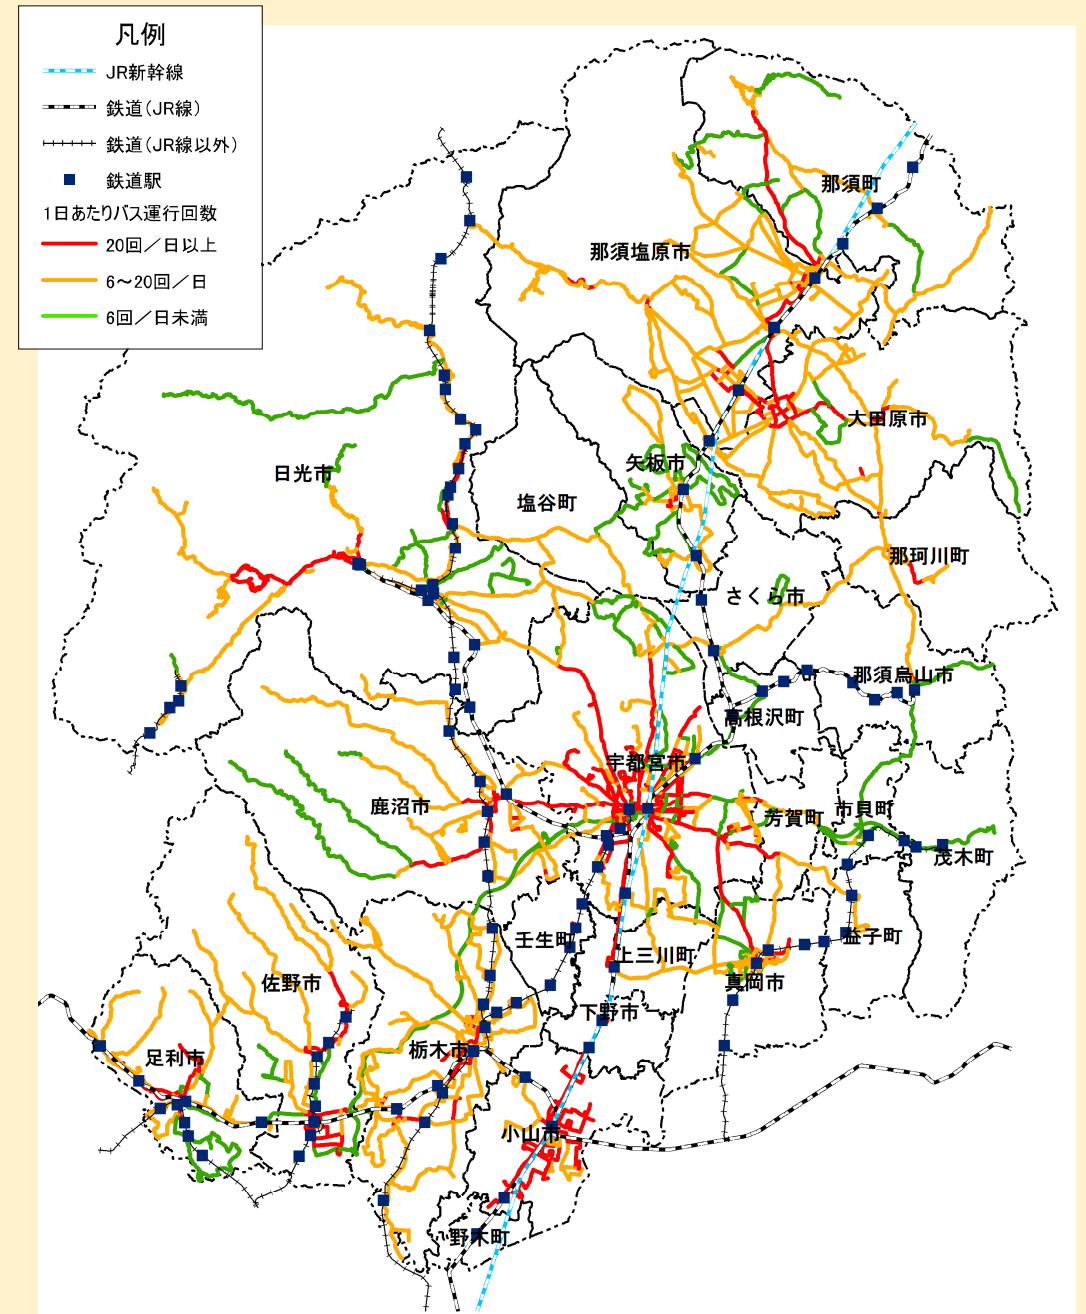 凡例
JR新幹線
鉄道(JR線)
鉄道(JR線以外)
鉄道駅
1日あたりバス運行回数
20回／日以上
6～20回／日
6回／日未満
那須町
那須塩原市
大田原市
矢板市
日光市
塩谷町
那珂川町
さくら市
那須烏山市
高根沢町
宇都宮市
鹿沼市
芳賀町
市貝町
茂木町
壬生町
益子町
上三川町
佐野市
真岡市
下野市
足利市
栃木市
小山市
野木町